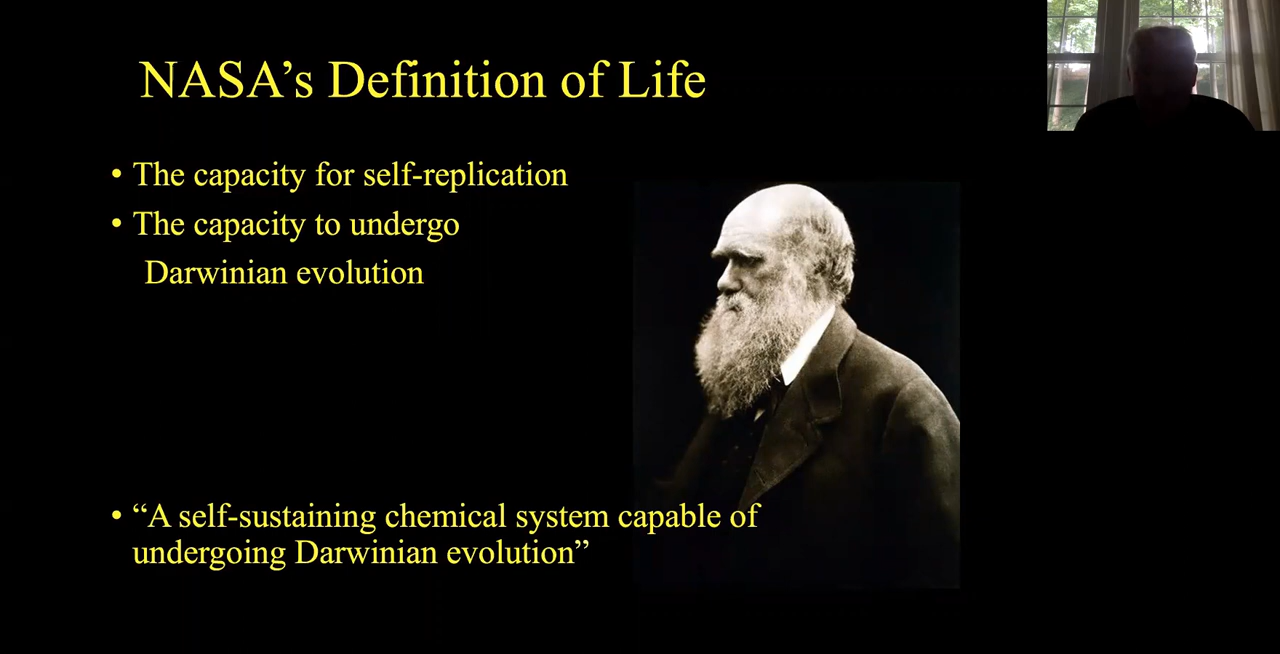 NASA’s Definition of Life
• The capacity for self-replication
• The capacity to undergo
Darwinian evolution
• “A self-sustaining chemical system capable of
undergoing Darwinian evolution”